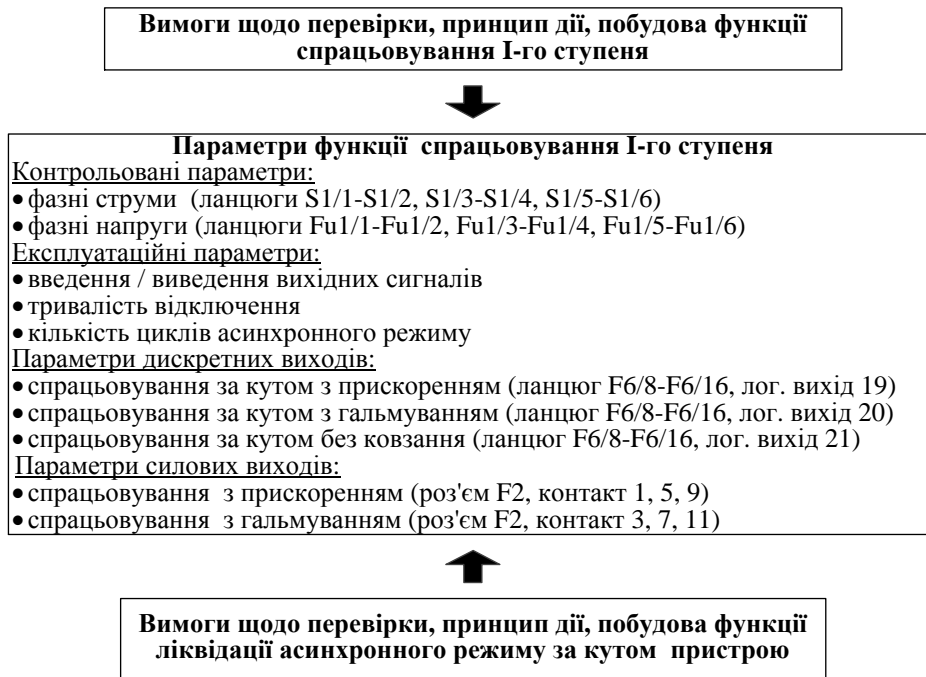 Вимоги щодо перевірки, принцип дії, побудова функції
спрацьовування І-го ступеня
Параметри функції спрацьовування І-го ступеня
Контрольовані параметри:
• фазні струми (ланцюги S1/1-S1/2, S1/3-S1/4, S1/5-S1/6)
• фазні напруги (ланцюги Fu1/1-Fu1/2, Fu1/3-Fu1/4, Fu1/5-Fu1/6)
Експлуатаційні параметри:
• введення / виведення вихідних сигналів
• тривалість відключення
• кількість циклів асинхронного режиму
Параметри дискретних виходів:
• спрацьовування за кутом з прискоренням (ланцюг F6/8-F6/16, лог. вихід 19)
• спрацьовування за кутом з гальмуванням (ланцюг F6/8-F6/16, лог. вихід 20)
• спрацьовування за кутом без ковзання (ланцюг F6/8-F6/16, лог. вихід 21)
Параметри силових виходів:
• спрацьовування з прискоренням (роз'єм F2, контакт 1, 5, 9)
• спрацьовування з гальмуванням (роз'єм F2, контакт 3, 7, 11)
Вимоги щодо перевірки, принцип дії, побудова функції
ліквідації асинхронного режиму за кутом пристрою